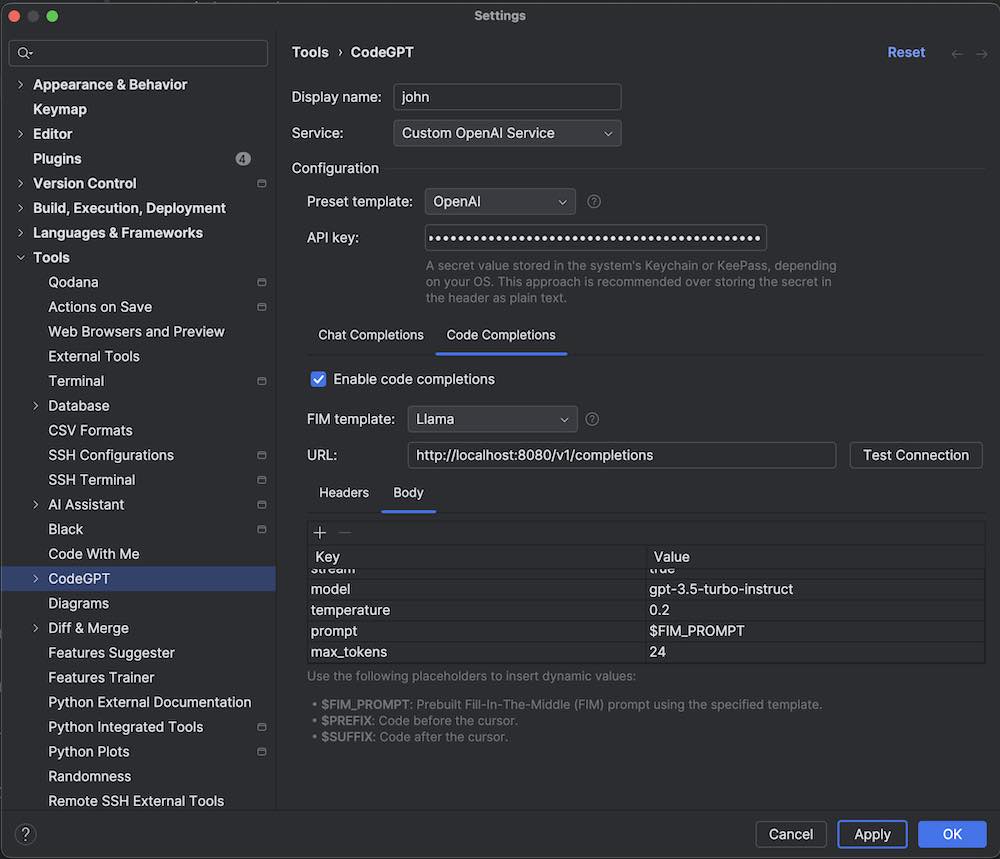 Settings
Tools › CodeGPT
Reset
Appearance & Behavior
Keymap
Editor
Plugins 4
Version Control
Build, Execution, Deployment
Languages & Frameworks
Tools
Qodana
Actions on Save
Web Browsers and Preview
External Tools
Terminal
Database
CSV Formats
SSH Configurations
SSH Terminal
AI Assistant
Black
Code With Me
CodeGPT
Diagrams
Diff & Merge
Features Suggester
Features Trainer
Python External Documentation
Python Integrated Tools
Python Plots
Randomness
Remote SSH External Tools
Display name: john
Service: Custom OpenAI Service
Configuration
Preset template: OpenAI ?
API key:
A secret value stored in the system's Keychain or KeePass, depending
on your OS. This approach is recommended over storing the secret in
the header as plain text.
Chat Completions Code Completions
Enable code completions
FIM template: Llama ?
URL: http://localhost:8080/v1/completions Test Connection
Headers Body
Key Value
stream true
model gpt-3.5-turbo-instruct
temperature 0.2
prompt $FIM_PROMPT
max_tokens 24
Use the following placeholders to insert dynamic values:
• $FIM_PROMPT: Prebuilt Fill-In-The-Middle (FIM) prompt using the specified template.
• $PREFIX: Code before the cursor.
• $SUFFIX: Code after the cursor.
? Cancel Apply OK